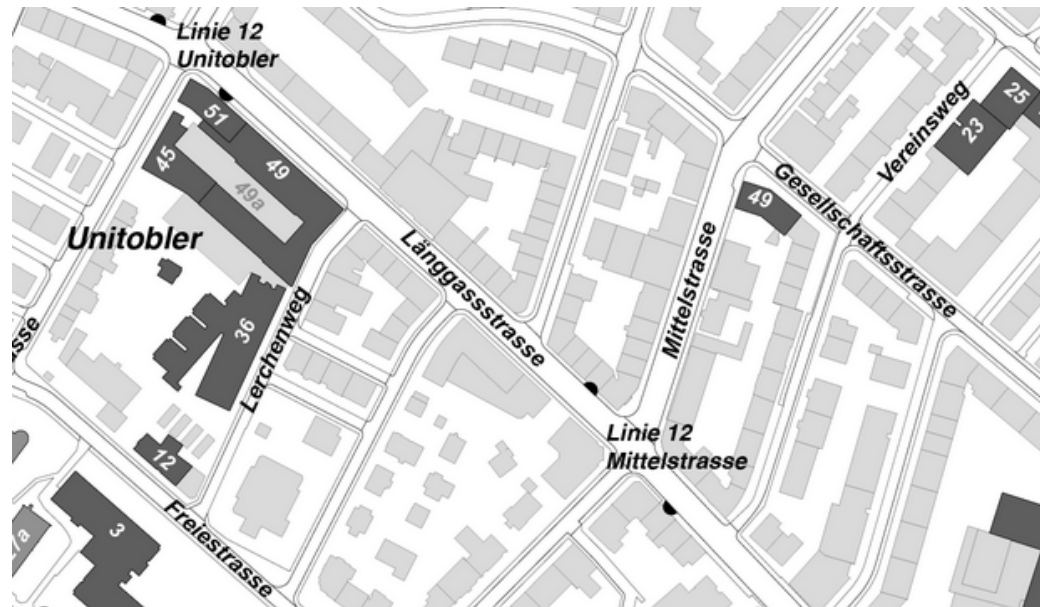 Linie 12
Unitobler
51
45
49
49a
Unitobler
36
Lerchenweg
12
Freiestrasse
3
Länggassstrasse
Mittelstrasse
Linie 12
Mittelstrasse
49
Gesellschaftsstrasse
Vereinsweg
25
23